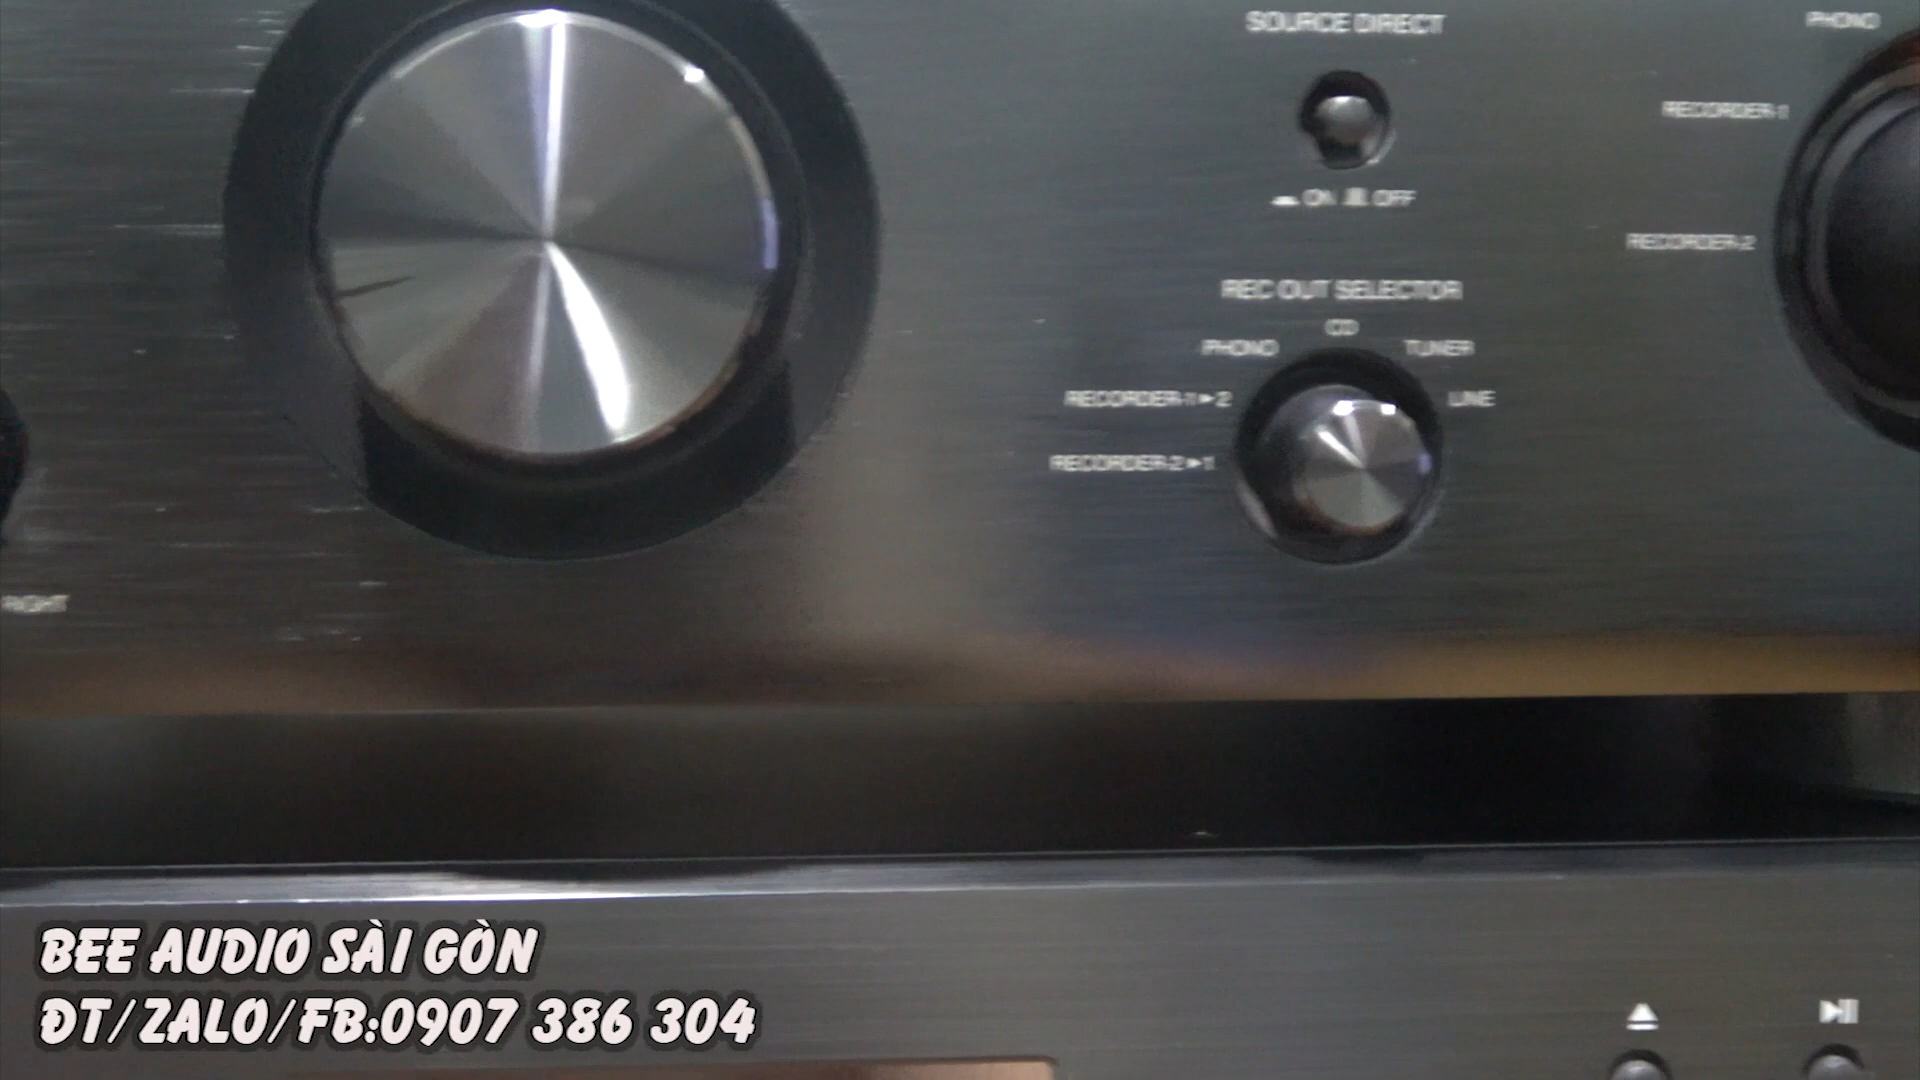 SOURCE DIRECT
PHONO
RECORDER-1
ON OFF
RECORDER-2
REC OUT SELECTOR
CD
PHONO TUNER
RECORDER-1▶2 LINE
RECORDER-2▶1
RIGHT
BEE AUDIO SÀI GÒN
ĐT/ZALO/FB:0907 386 304